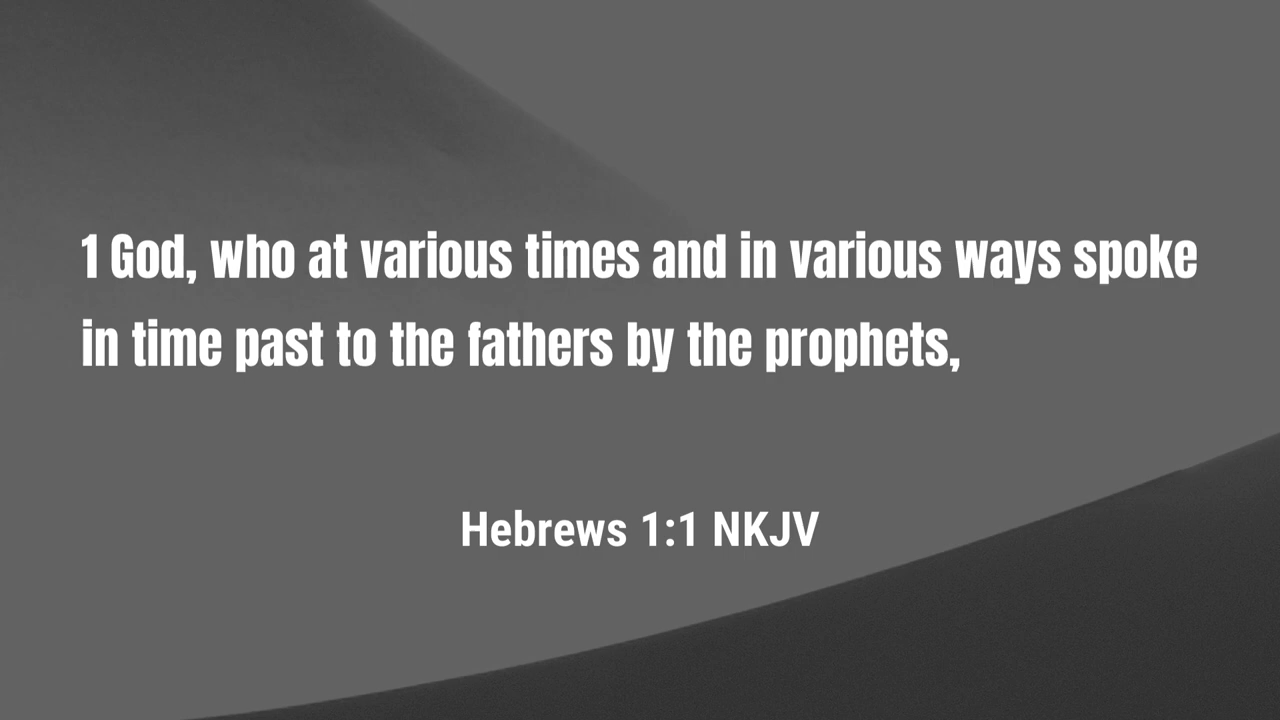 1 God, who at various times and in various ways spoke
in time past to the fathers by the prophets,
Hebrews 1:1 NKJV